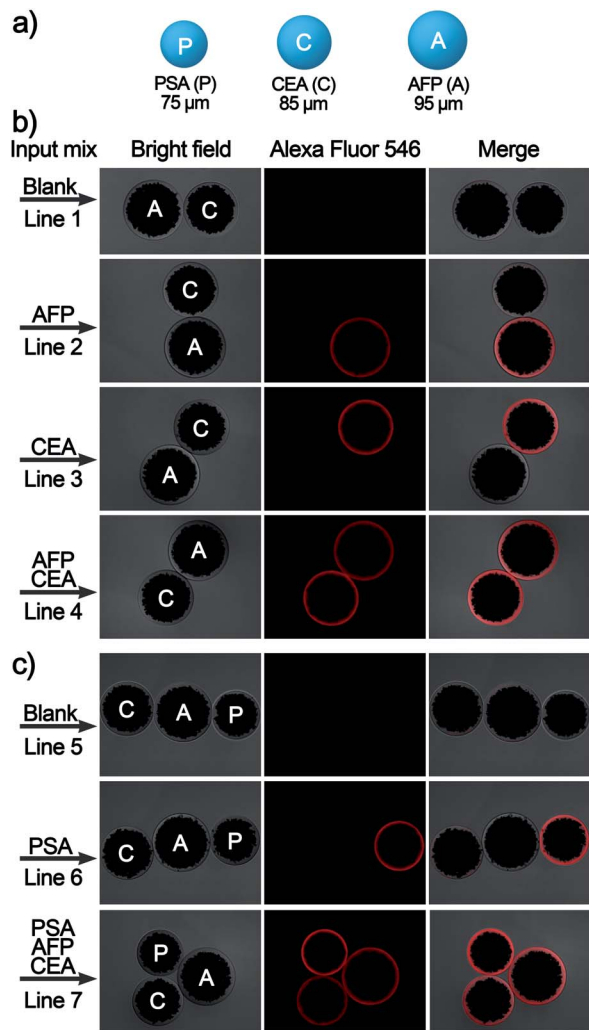 a)
P C A
PSA (P) CEA (C) AFP (A)
75 µm 85 µm 95 µm
b)
Input mix Bright field Alexa Fluor 546 Merge
Blank
Line 1
A C
AFP
Line 2
C
A
CEA
Line 3
C
A
AFP
CEA
Line 4
A
C
c)
Blank
Line 5
C A P
PSA
Line 6
C A P
PSA
AFP
CEA
Line 7
P
A
C